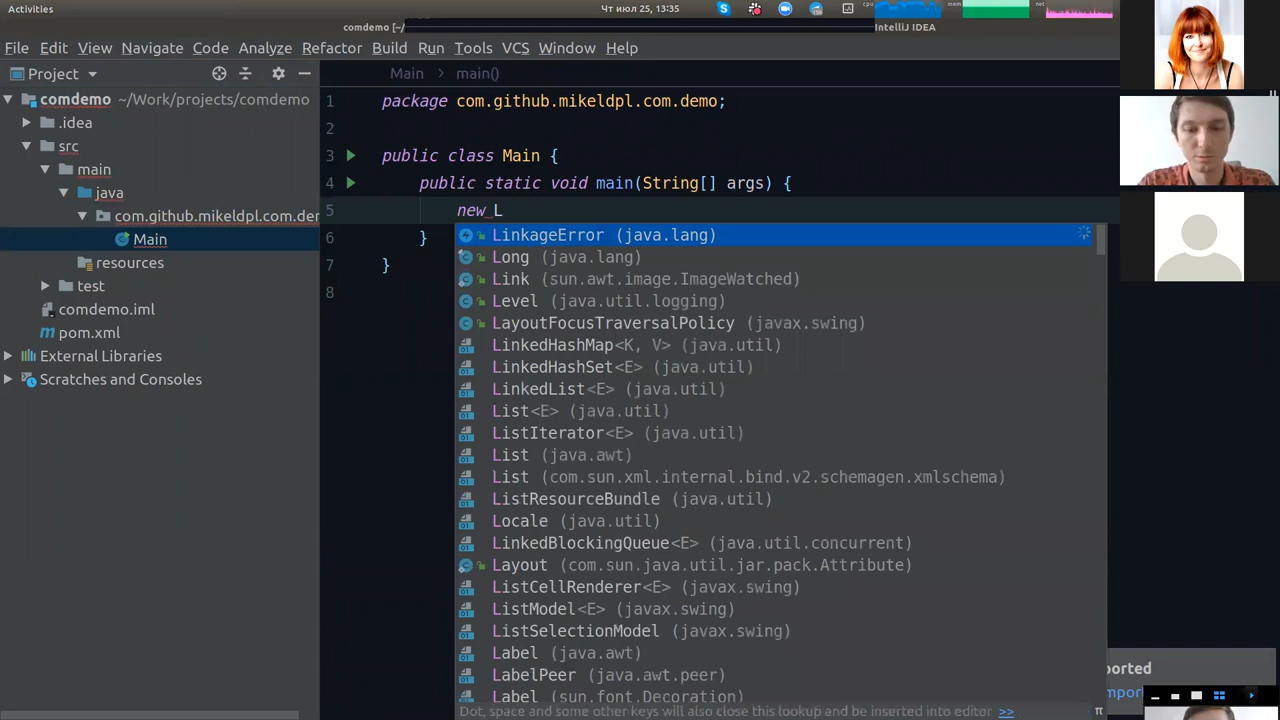 Activities
Чт июл 25, 13:35
cpu
mem
net
comdemo [~/
IntelliJ IDEA
File Edit View Navigate Code Analyze Refactor Build Run Tools VCS Window Help
Project
Main > main()
comdemo ~/Work/projects/comdemo
.idea
src
main
java
com.github.mikeldpl.com.der
Main
resources
test
comdemo.iml
pom.xml
External Libraries
Scratches and Consoles
1 package com.github.mikeldpl.com.demo;
2
3 public class Main {
4 public static void main(String[] args) {
5 new L
6 }
7 }
8
LinkageError (java.lang)
Long (java.lang)
Link (sun.awt.image.ImageWatched)
Level (java.util.logging)
LayoutFocusTraversalPolicy (javax.swing)
LinkedHashMap<K, V> (java.util)
LinkedHashSet<E> (java.util)
LinkedList<E> (java.util)
List<E> (java.util)
ListIterator<E> (java.util)
List (java.awt)
List (com.sun.xml.internal.bind.v2.schemagen.xmlschema)
ListResourceBundle (java.util)
Locale (java.util)
LinkedBlockingQueue<E> (java.util.concurrent)
Layout (com.sun.java.util.jar.pack.Attribute)
ListCellRenderer<E> (javax.swing)
ListModel<E> (javax.swing)
ListSelectionModel (javax.swing)
Label (java.awt)
LabelPeer (java.awt.peer)
Label (sun.font.Decoration)
Dot, space and some other keys will also close this lookup and be inserted into editor >> π
ported
mpor